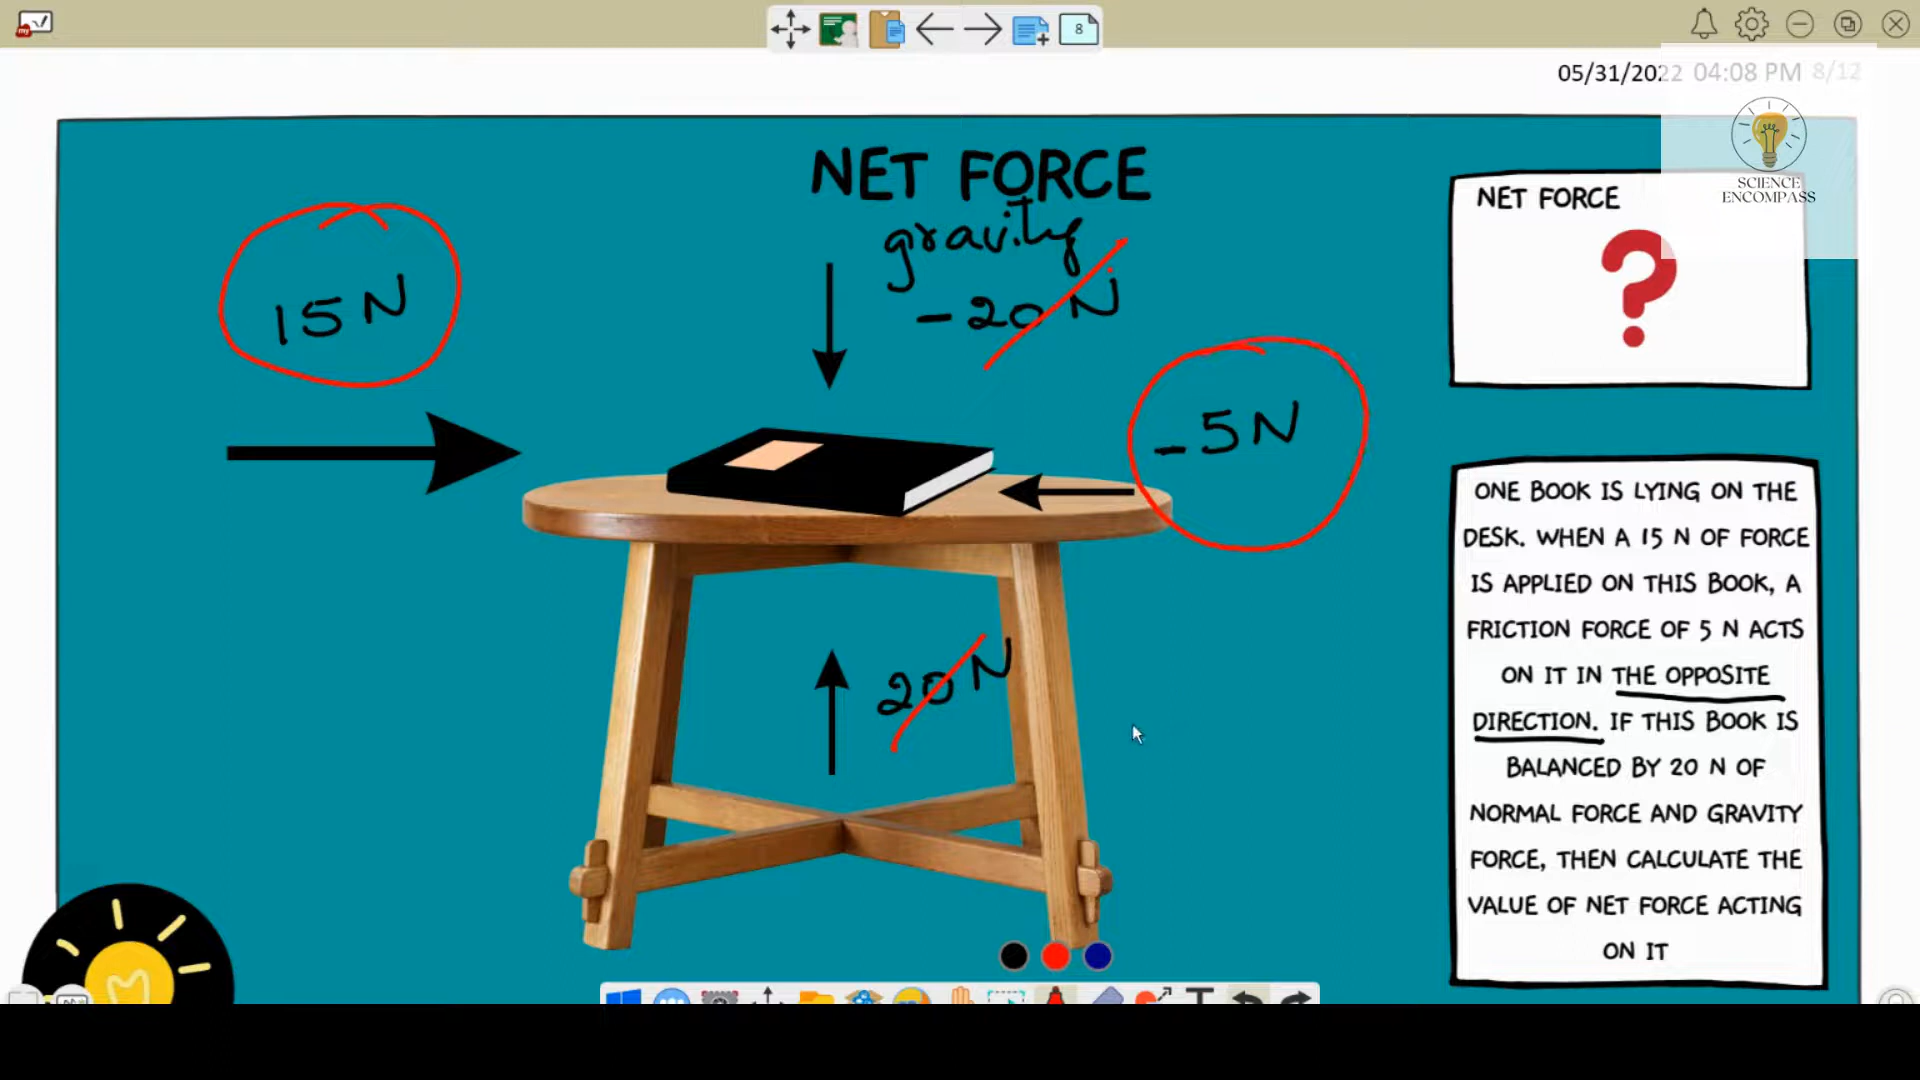 my
8
05/31/2022 04:08 PM 8/12
SCIENCE
ENCOMPASS
NET FORCE
gravity
-20 N
15 N
-5 N
20 N
NET FORCE
?
ONE BOOK IS LYING ON THE
DESK. WHEN A 15 N OF FORCE
IS APPLIED ON THIS BOOK, A
FRICTION FORCE OF 5 N ACTS
ON IT IN THE OPPOSITE
DIRECTION. IF THIS BOOK IS
BALANCED BY 20 N OF
NORMAL FORCE AND GRAVITY
FORCE, THEN CALCULATE THE
VALUE OF NET FORCE ACTING
ON IT